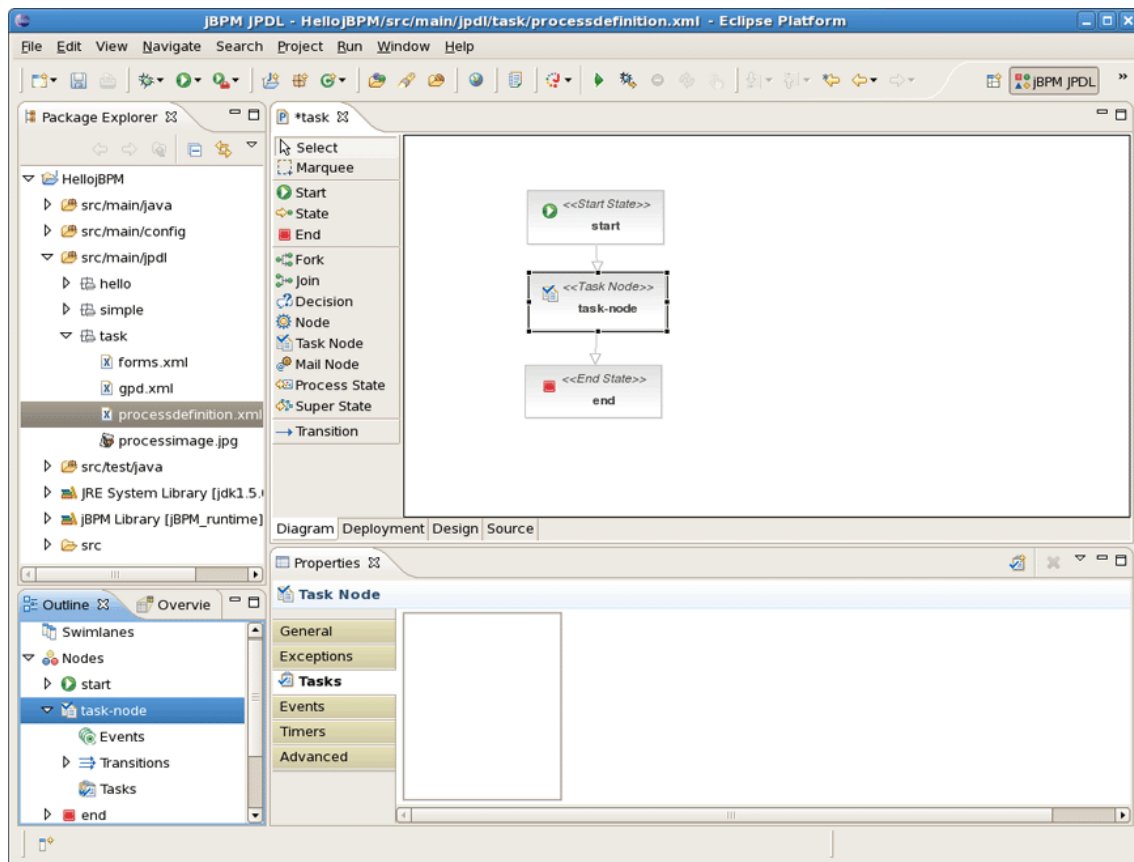 jBPM JPDL - HellojBPM/src/main/jpdl/task/processdefinition.xml - Eclipse Platform
File Edit View Navigate Search Project Run Window Help
jBPM JPDL »
Package Explorer
HellojBPM
src/main/java
src/main/config
src/main/jpdl
hello
simple
task
forms.xml
gpd.xml
processdefinition.xml
processimage.jpg
src/test/java
JRE System Library [jdk1.5.
jBPM Library [jBPM_runtime]
src
*task
Select
Marquee
Start
State
End
Fork
Join
Decision
Node
Task Node
Mail Node
Process State
Super State
Transition
<<Start State>>
start
<<Task Node>>
task-node
<<End State>>
end
Diagram Deployment Design Source
Outline Overvie
Swimlanes
Nodes
start
task-node
Events
Transitions
Tasks
end
Properties
Task Node
General
Exceptions
Tasks
Events
Timers
Advanced